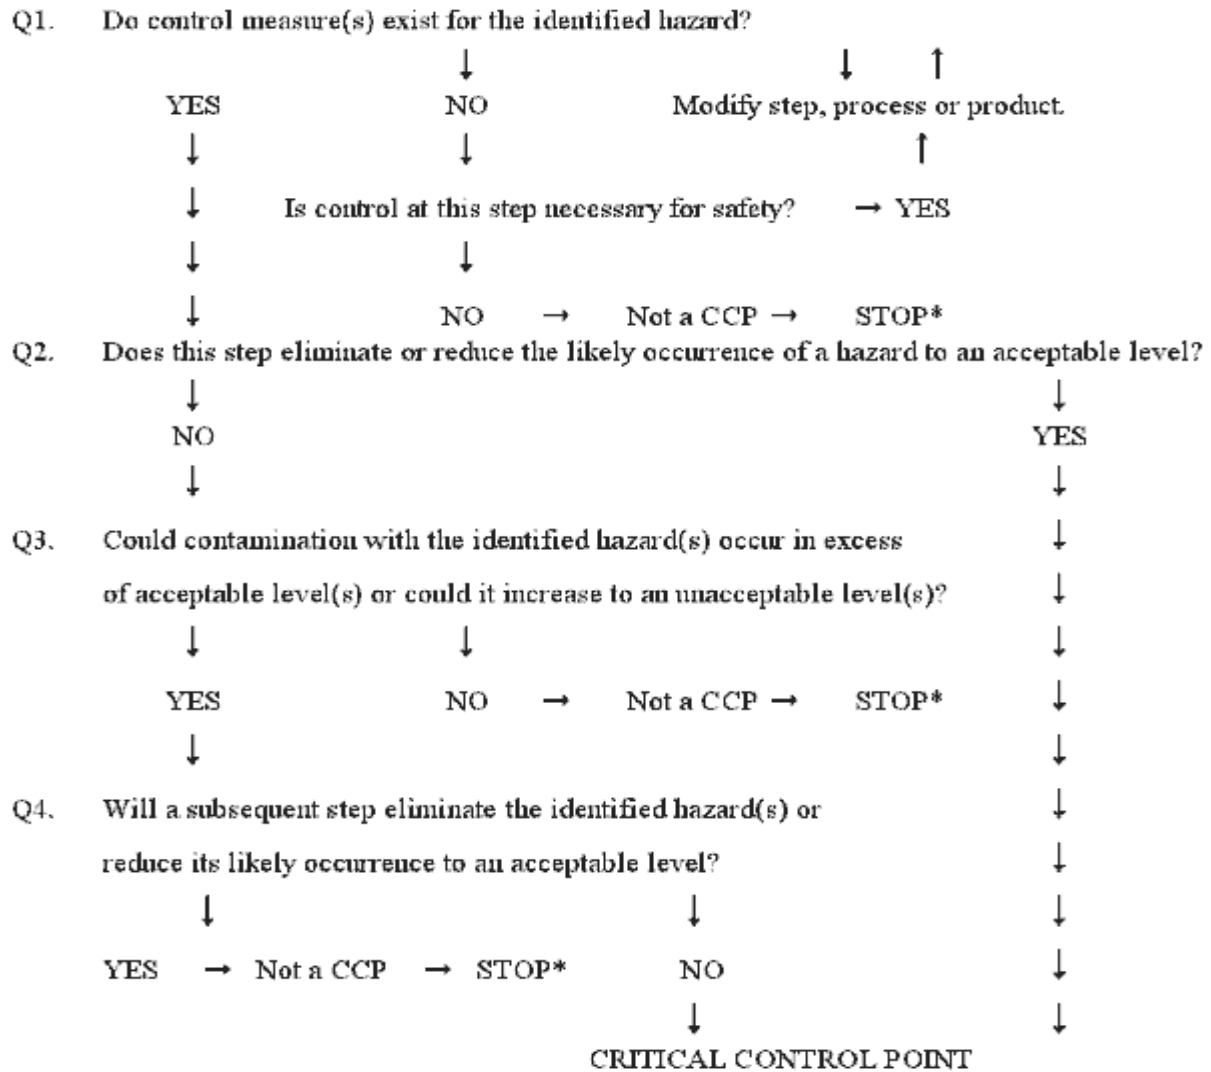 Q1. Do control measure(s) exist for the identified hazard?
↓ ↓ ↑
YES NO Modify step, process or product.
↓ ↓ ↑
↓ Is control at this step necessary for safety? → YES
↓ ↓
↓ NO → Not a CCP → STOP*
Q2. Does this step eliminate or reduce the likely occurrence of a hazard to an acceptable level?
↓ ↓
NO YES
↓ ↓
Q3. Could contamination with the identified hazard(s) occur in excess ↓
of acceptable level(s) or could it increase to an unacceptable level(s)? ↓
↓ ↓ ↓
YES NO → Not a CCP → STOP* ↓
↓ ↓
Q4. Will a subsequent step eliminate the identified hazard(s) or ↓
reduce its likely occurrence to an acceptable level? ↓
↓ ↓ ↓
YES → Not a CCP → STOP* NO ↓
↓ ↓
CRITICAL CONTROL POINT